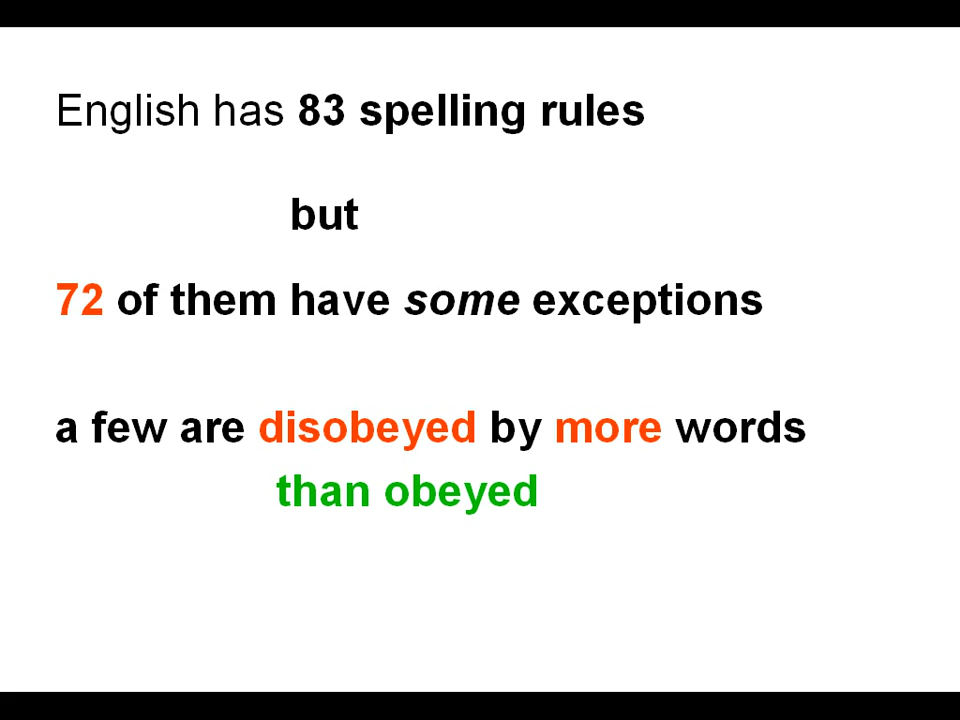 English has 83 spelling rules
but
72 of them have some exceptions
a few are disobeyed by more words
than obeyed